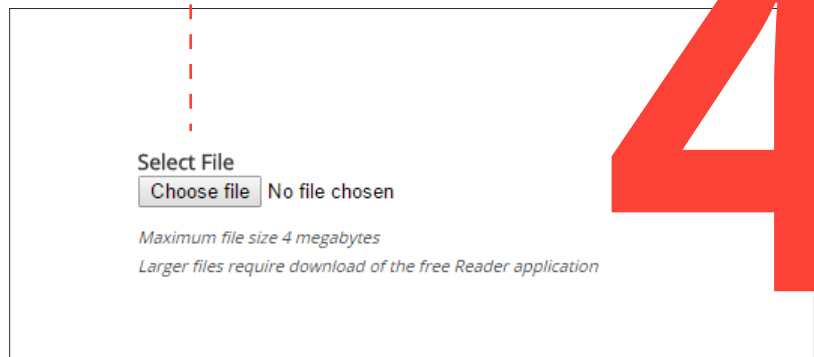 4
Select File
Choose file No file chosen
Maximum file size 4 megabytes
Larger files require download of the free Reader application